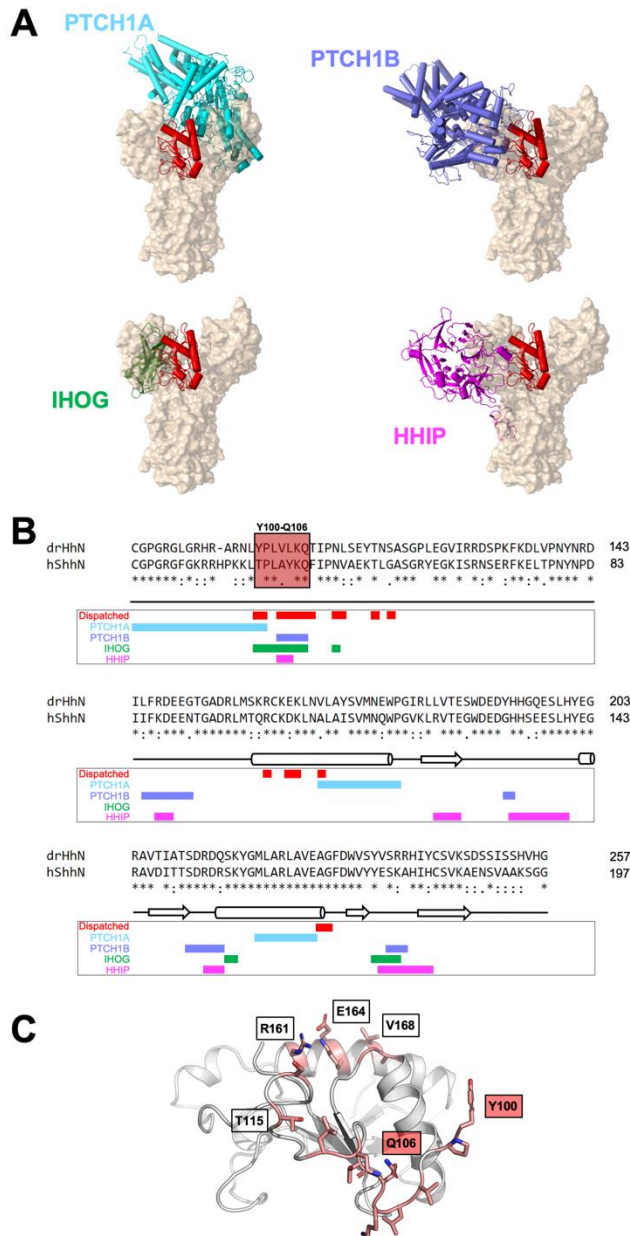 A
PTCH1A
PTCH1B
IHOG
HHIP
B
Y100-Q106
drHhN CGPGRGLGRHR-ARNLYPLVLKQTIPNLSEYTNSASGPLEGVIRRDSPKFKDLVPNYNRD 143
hShhN CGPGRGFGKRRHPKKLTPLAYKQFIPNVAEKTLGASGRYEGKISRNSERFKELTPNYNPD 83
Dispatched
PTCH1A
PTCH1B
IHOG
HHIP
drHhN ILFRDEEGTGADRLMSKRCKEKLNVLAYSVMNEWPGIRLLVTESWDEDYHHGQESLHYEG 203
hShhN IIFKDEENTGADRLMTQRCKDKLNALAISVMNQWPGVKLRVTEGWDEDGHHSEESLHYEG 143
Dispatched
PTCH1A
PTCH1B
IHOG
HHIP
drHhN RAVTIATSDRDQSKYGMLARLAVEAGFDWVSYVSRRHIYCSVKSDSSISSHVHG 257
hShhN RAVDITTSDRDRSKYGMLARLAVEAGFDWVYYESKAHIHCSVKAENSVAAKSGG 197
Dispatched
PTCH1A
PTCH1B
IHOG
HHIP
C
E164
R161
V168
Y100
T115
Q106